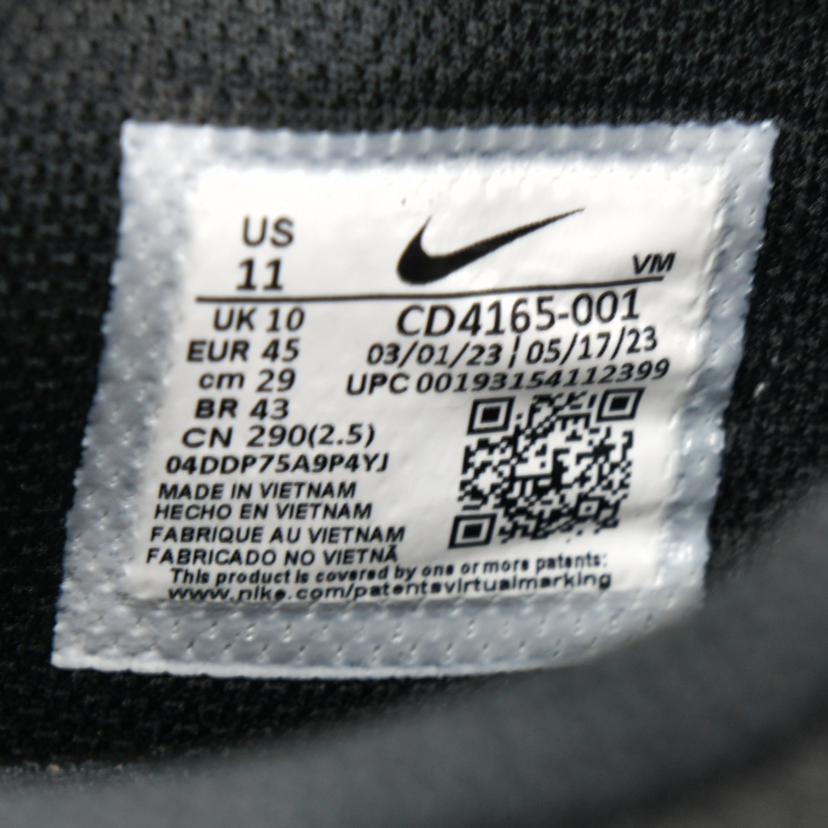 US
11
VM
UK 10
EUR 45
cm 29
BR 43
CN 290(2.5)
04DDP75A9P4YJ
CD4165-001
03/01/23 | 05/17/23
UPC 00193154112399
MADE IN VIETNAM
HECHO EN VIETNAM
FABRIQUE AU VIETNAM
FABRICADO NO VIETNÃ
This product is covered by one or more patents:
www.nike.com/patentsvirtualmarking